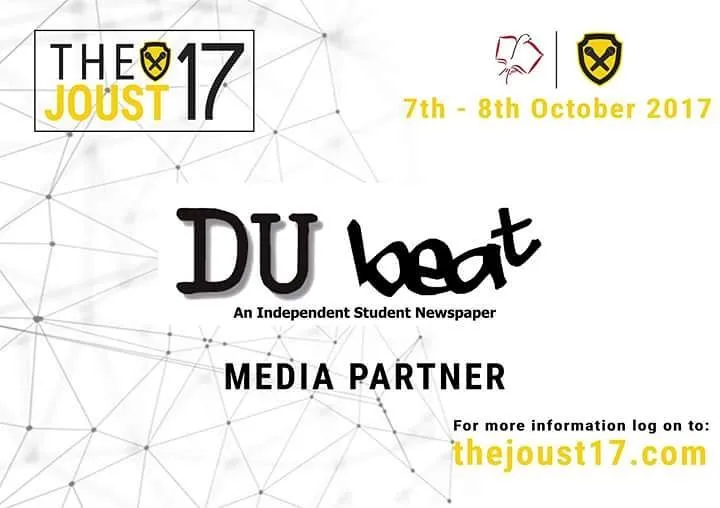 THE 17
JOUST
7th - 8th October 2017
DU beat
An Independent Student Newspaper
MEDIA PARTNER
For more information log on to:
thejoust17.com